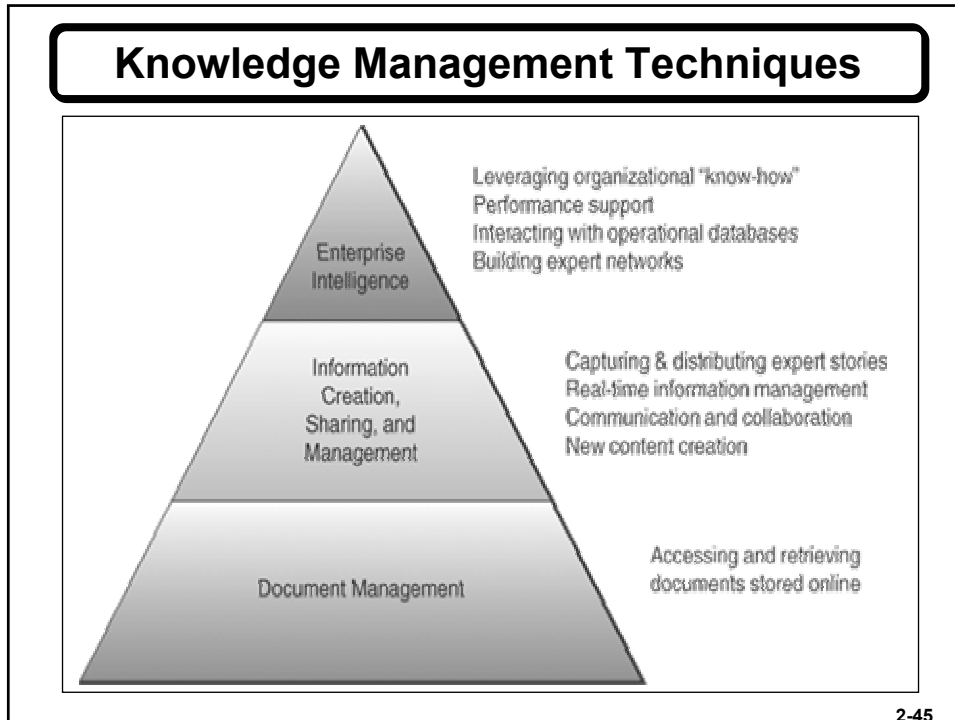 Knowledge Management Techniques
Leveraging organizational “know-how”
Performance support
Interacting with operational databases
Building expert networks
Enterprise
Intelligence
Capturing & distributing expert stories
Real-time information management
Communication and collaboration
New content creation
Information
Creation,
Sharing, and
Management
Accessing and retrieving
documents stored online
Document Management
2-45